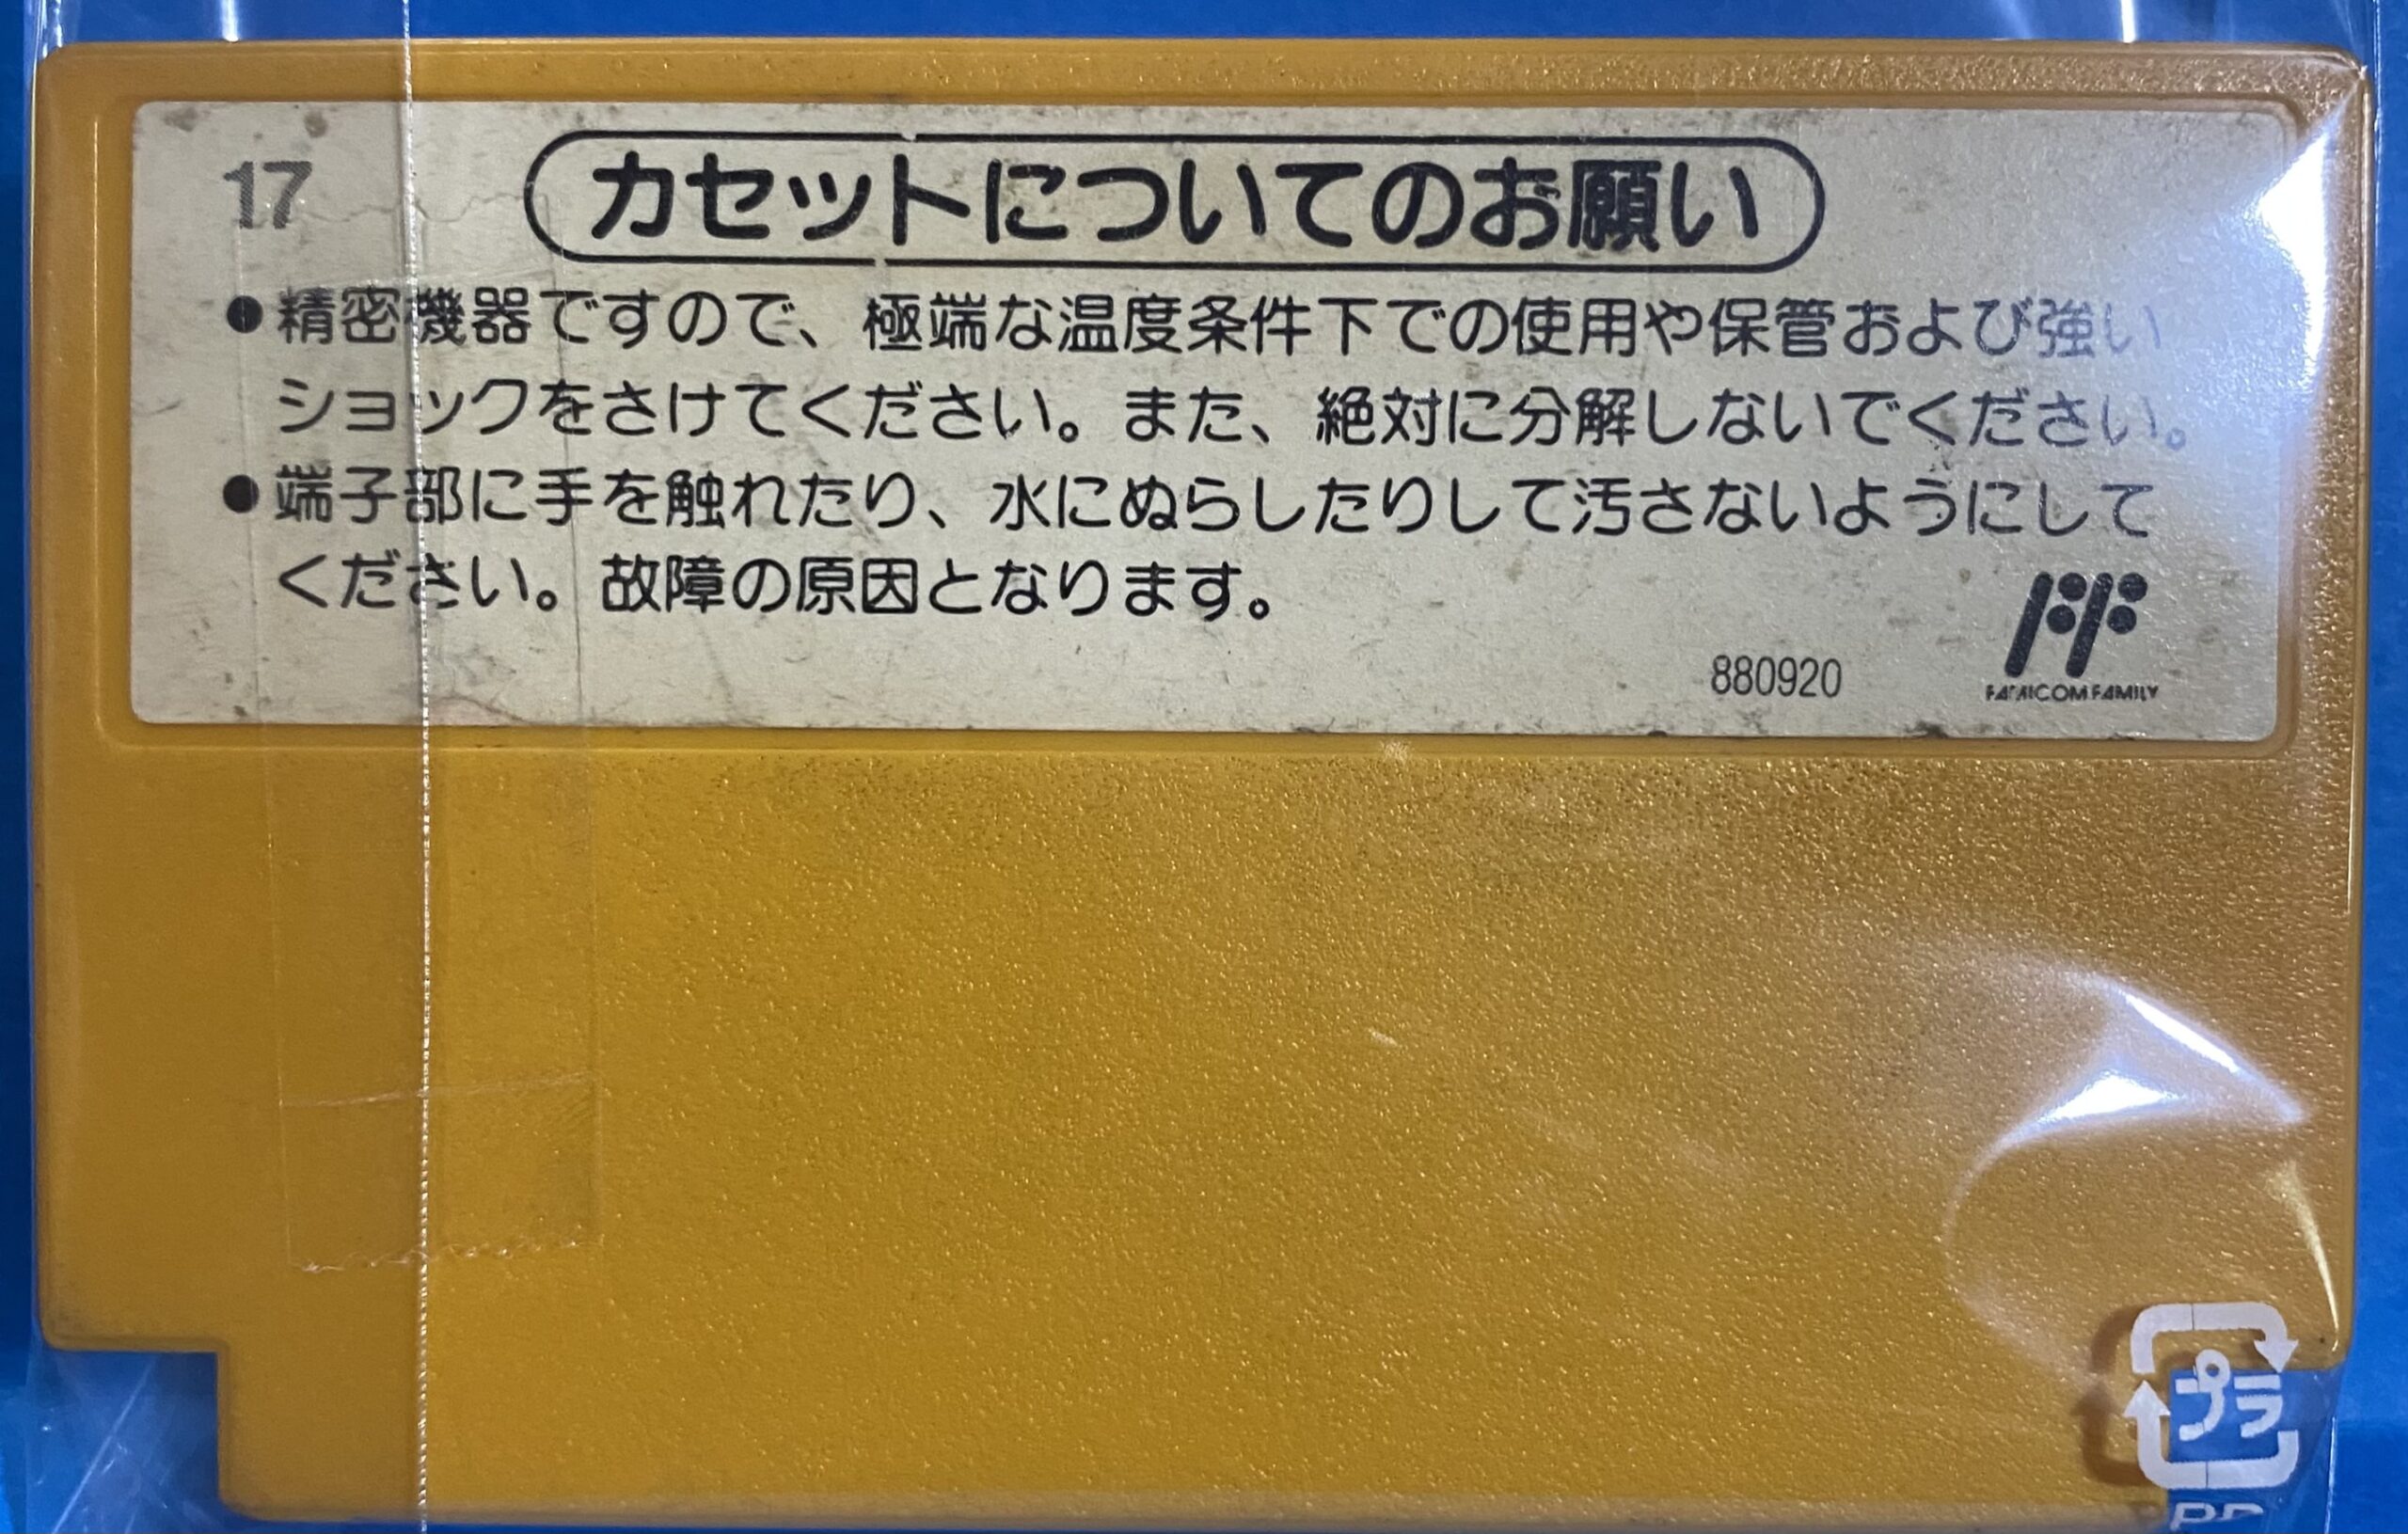 17
カセットについてのお願い
●精密機器ですので、極端な温度条件下での使用や保管および強い
ショックをさけてください。また、絶対に分解しないでください。
●端子部に手を触れたり、水にぬらしたりして汚さないようにして
ください。故障の原因となります。
880920
FAMICOM FAMILY
プラ
PP